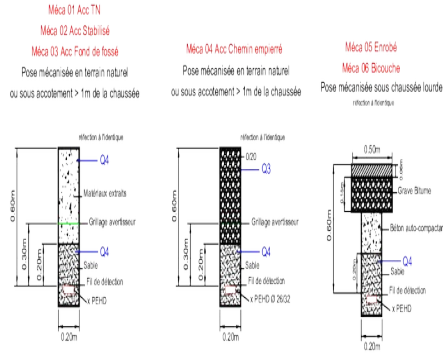 Méca 01 Acc TN
Méca 02 Acc Stabilisé
Méca 03 Acc Fond de fossé
Pose mécanisée en terrain naturel
ou sous accotement > 1m de la chaussée
réfection à l'identique
Q4
Matériaux extraits
Grillage avertisseur
Q4
Sable
Fil de détection
x PEHD
0.60m
0.30m
0.20m
0.20m
Méca 04 Acc Chemin empierré
Pose mécanisée en terrain naturel
ou sous accotement > 1m de la chaussée
réfection à l'identique
0/20
Q3
Grillage avertisseur
Q4
Sable
Fil de détection
x PEHD Ø 26/32
0.60m
0.30m
0.20m
0.20m
Méca 05 Enrobé
Méca 06 Bicouche
Pose mécanisée sous chaussée lourde
réfection à l'identique
0.50m
0.06m
Grave Bitume
Béton auto-compactar
Q4
Sable
Fil de détection
x PEHD
0.60m
0.20m